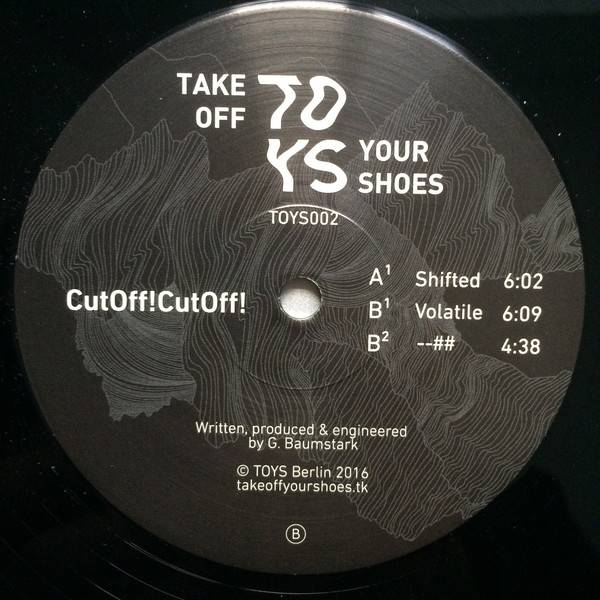 TAKE
OFF
TO
YS
YOUR
SHOES
TOYS002
CutOff!CutOff!
A¹ Shifted 6:02
B¹ Volatile 6:09
B² --## 4:38
Written, produced & engineered
by G. Baumstark
© TOYS Berlin 2016
takeoffyourshoes.tk
B